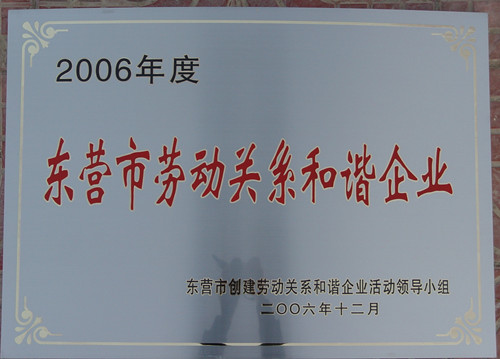 2006年度
东营市劳动关系和谐企业
东营市创建劳动关系和谐企业活动领导小组
二〇〇六年十二月